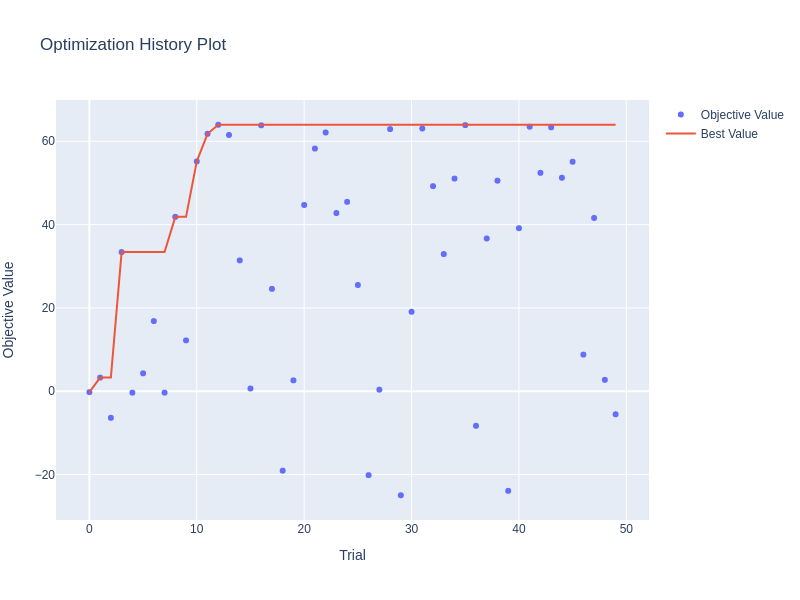 Optimization History Plot
Objective Value
Best Value
60
40
20
0
−20
0
10
20
30
40
50
Trial
Objective Value